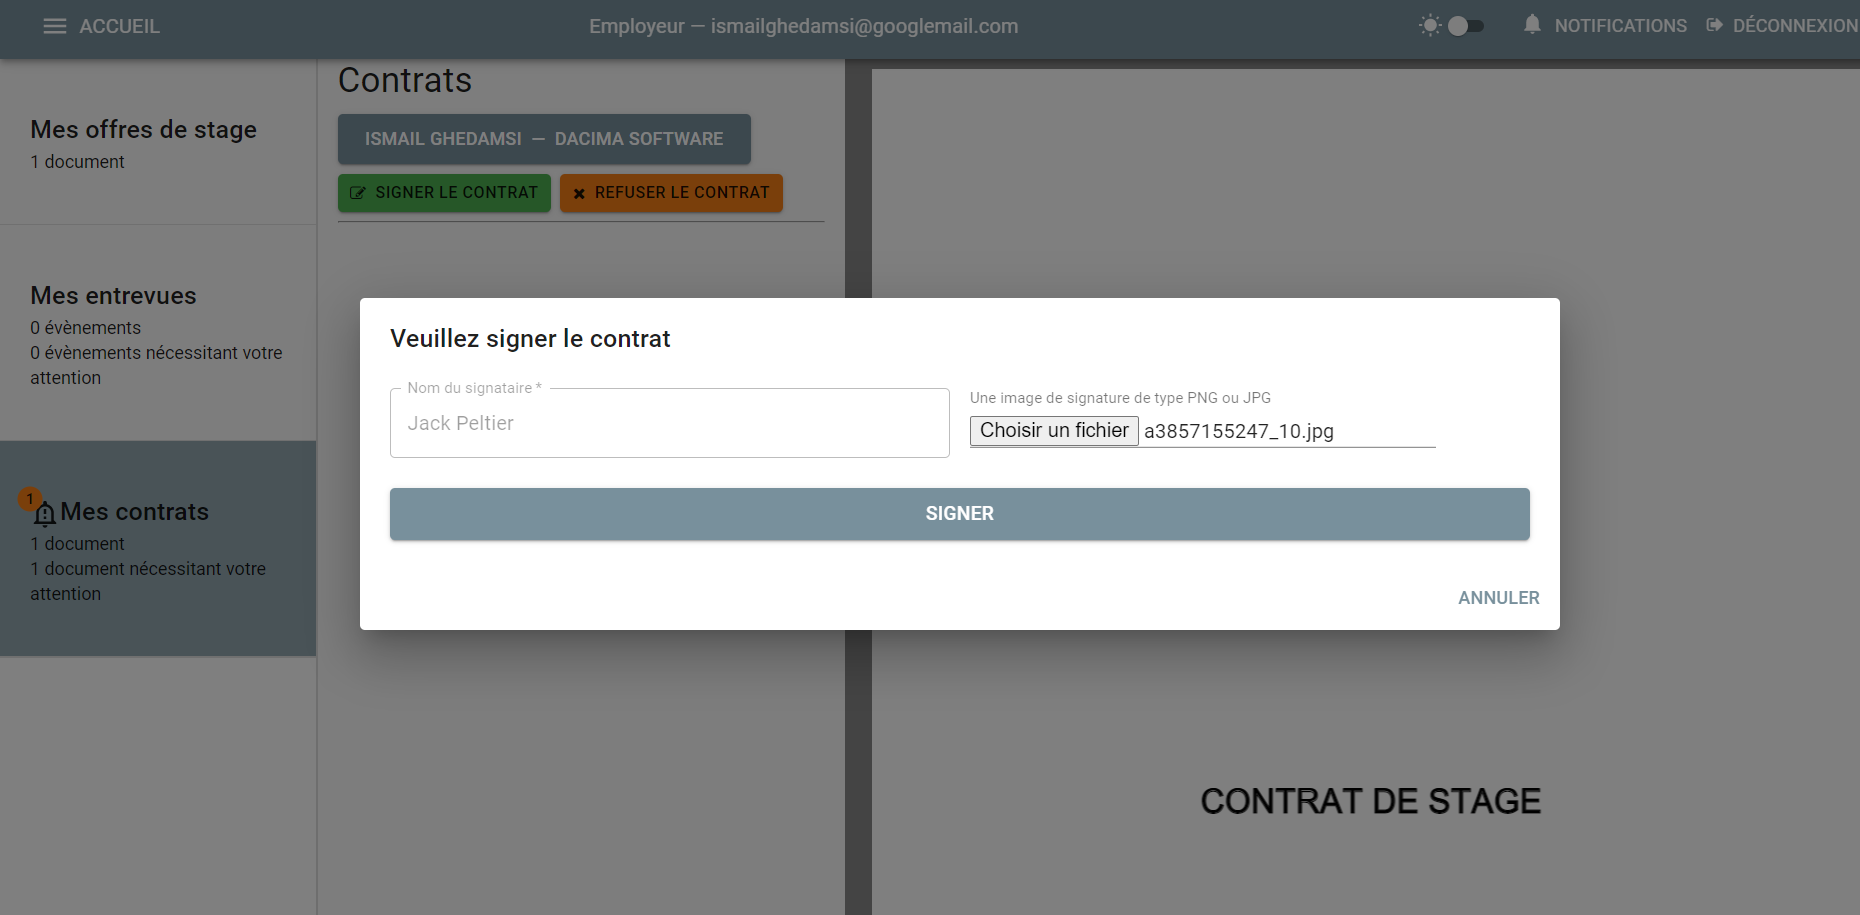 ACCUEIL
Employeur — ismailghedamsi@googlemail.com
NOTIFICATIONS
DÉCONNEXION
Mes offres de stage
1 document
Mes entrevues
0 évènements
0 évènements nécessitant votre
attention
1
Mes contrats
1 document
1 document nécessitant votre
attention
Contrats
ISMAIL GHEDAMSI — DACIMA SOFTWARE
SIGNER LE CONTRAT
REFUSER LE CONTRAT
Veuillez signer le contrat
Nom du signataire *
Jack Peltier
Une image de signature de type PNG ou JPG
Choisir un fichier a3857155247_10.jpg
SIGNER
ANNULER
CONTRAT DE STAGE